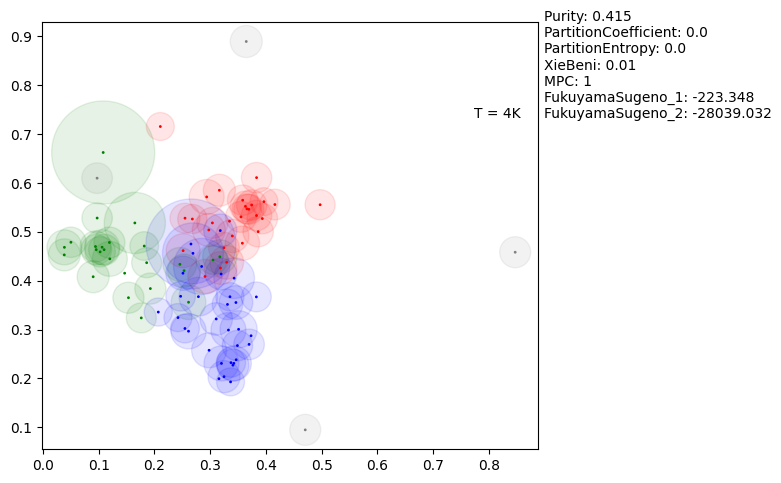 Purity: 0.415
PartitionCoefficient: 0.0
PartitionEntropy: 0.0
XieBeni: 0.01
MPC: 1
FukuyamaSugeno_1: -223.348
FukuyamaSugeno_2: -28039.032
T = 4K
0.9
0.8
0.7
0.6
0.5
0.4
0.3
0.2
0.1
0.0 0.1 0.2 0.3 0.4 0.5 0.6 0.7 0.8